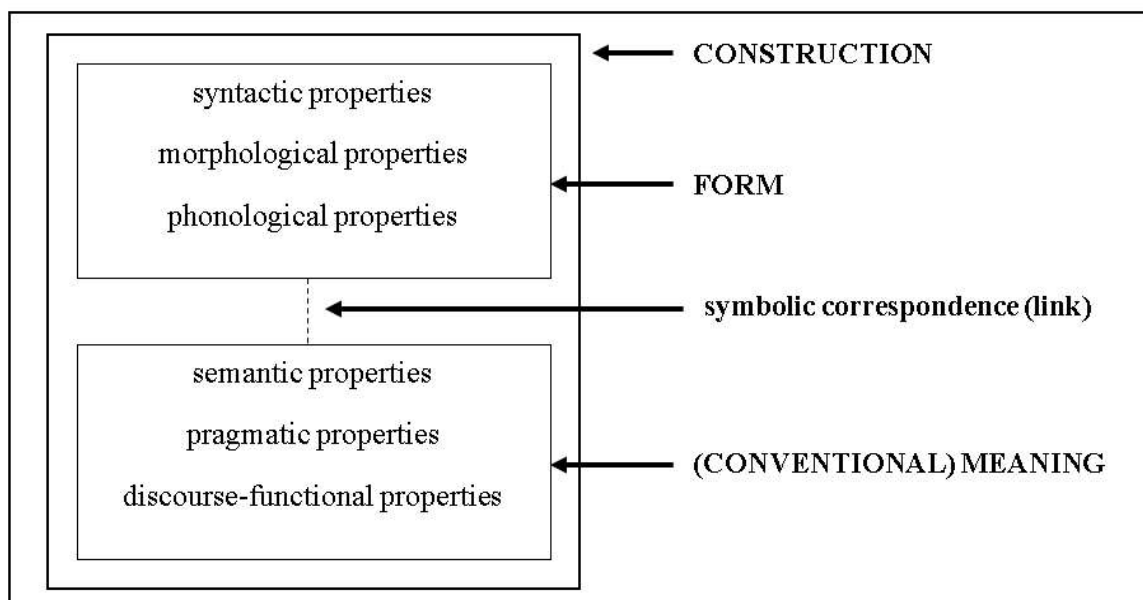 CONSTRUCTION
syntactic properties
morphological properties
phonological properties
FORM
symbolic correspondence (link)
semantic properties
pragmatic properties
discourse-functional properties
(CONVENTIONAL) MEANING